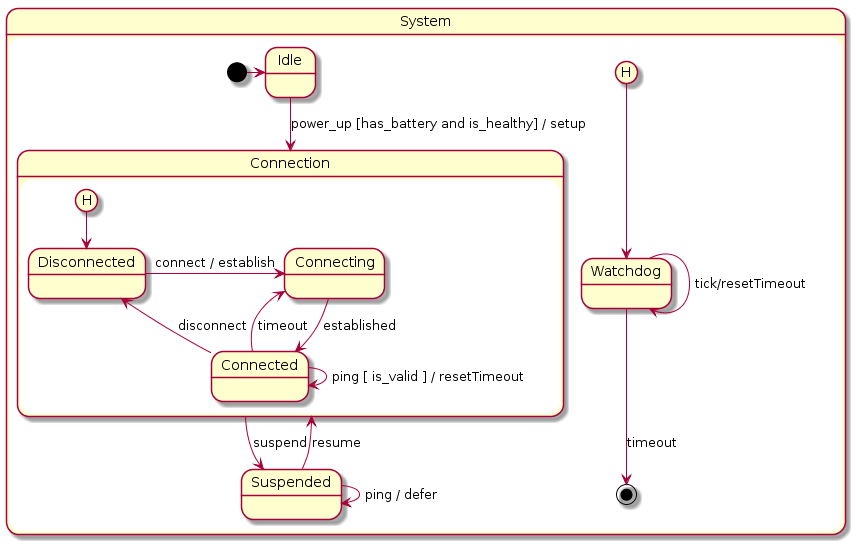 System
Idle
H
power_up [has_battery and is_healthy] / setup
Connection
H
Disconnected
connect / establish
Connecting
Watchdog
tick/resetTimeout
disconnect
timeout
established
Connected
ping [ is_valid ] / resetTimeout
suspend
resume
timeout
Suspended
ping / defer